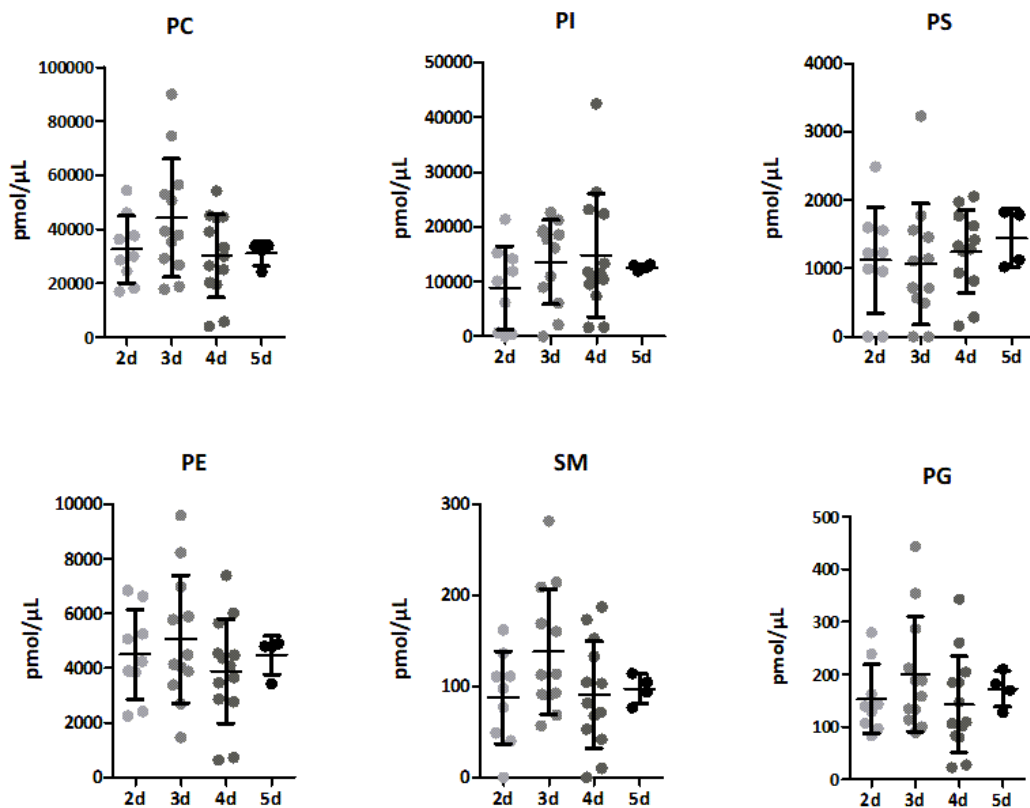 PC
pmol/µL
100000
80000
60000
40000
20000
0
2d 3d 4d 5d
PI
pmol/µL
50000
40000
30000
20000
10000
0
2d 3d 4d 5d
PS
pmol/µL
4000
3000
2000
1000
0
2d 3d 4d 5d
PE
pmol/µL
10000
8000
6000
4000
2000
0
2d 3d 4d 5d
SM
pmol/µL
300
200
100
0
2d 3d 4d 5d
PG
pmol/µL
500
400
300
200
100
0
2d 3d 4d 5d